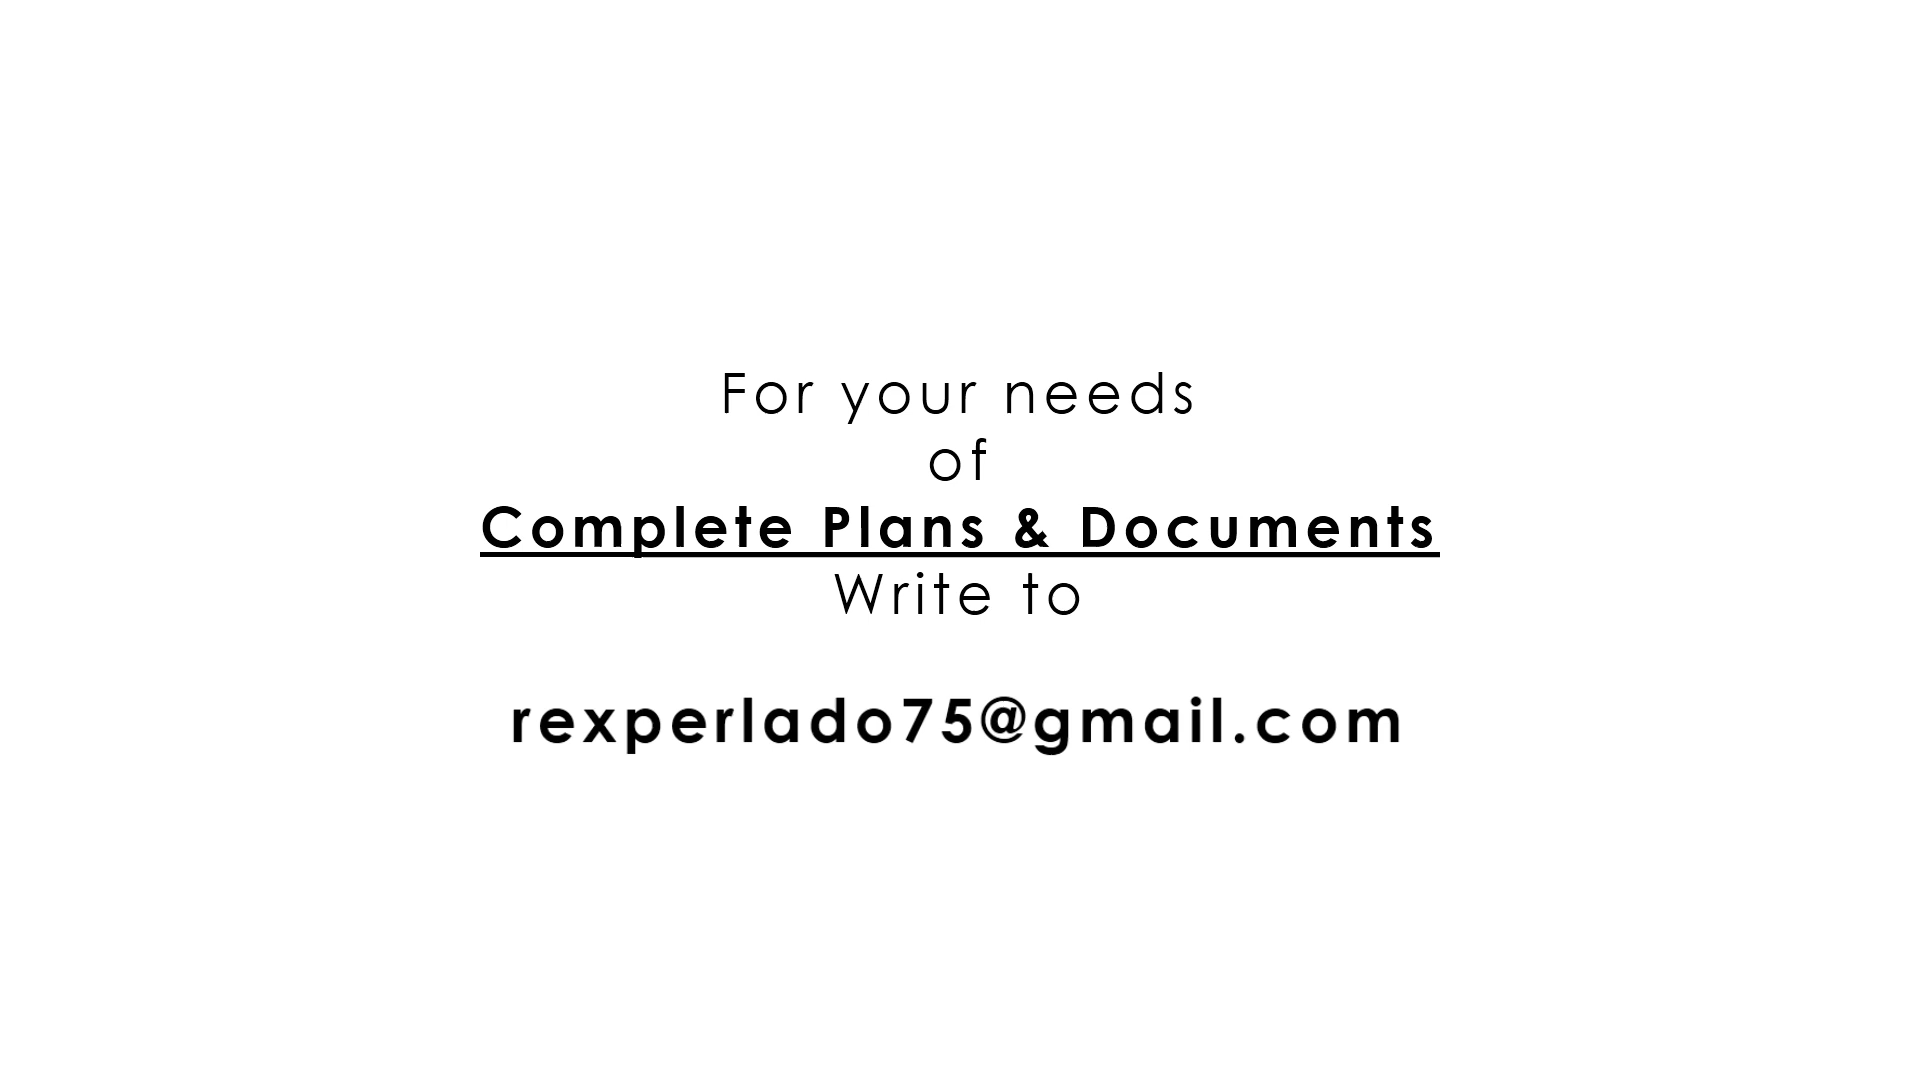 For your needs
of
Complete Plans & Documents
Write to
rexperlado75@gmail.com